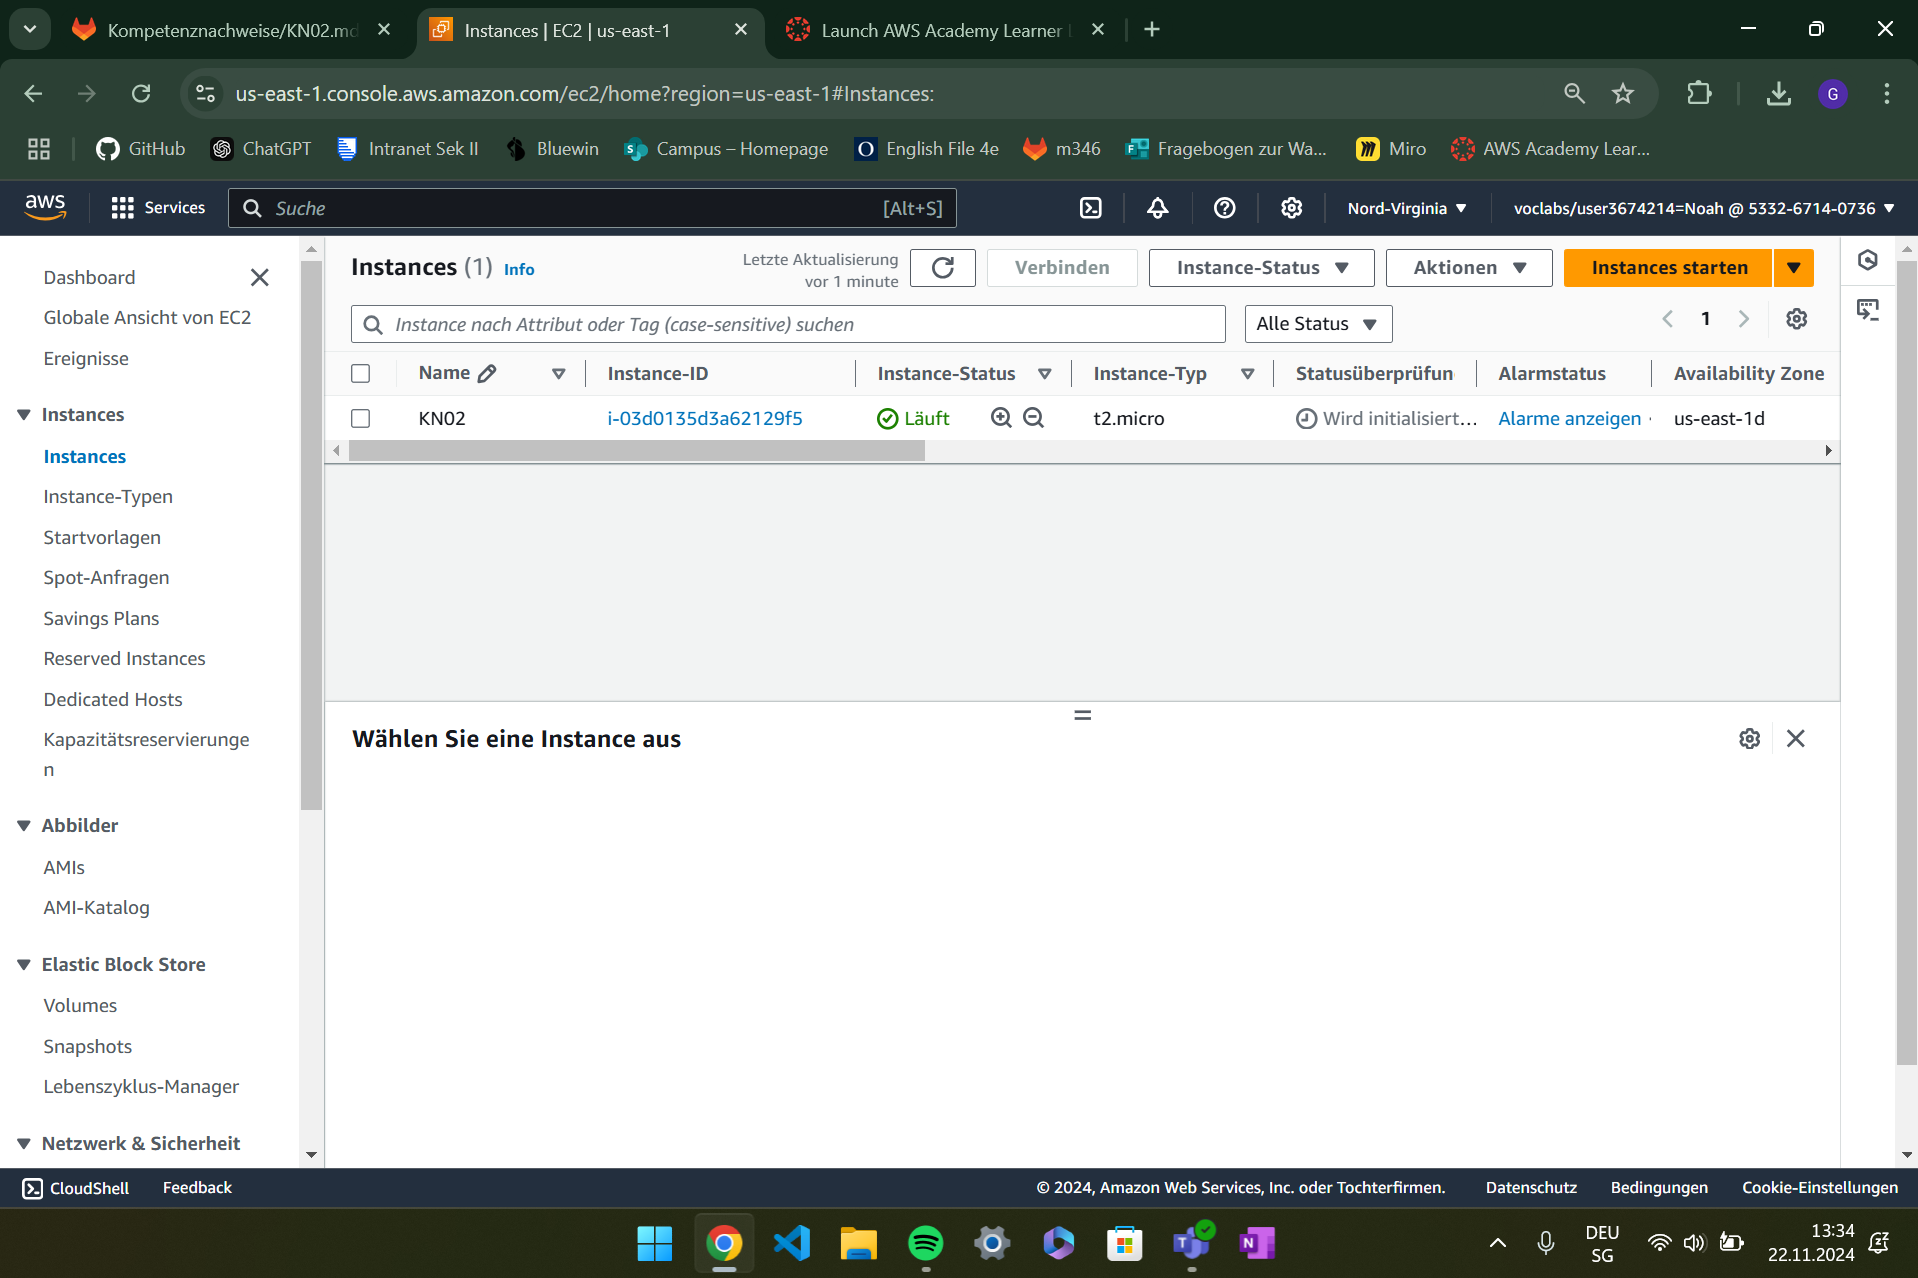 Kompetenznachweise/KN02.md
Instances | EC2 | us-east-1
Launch AWS Academy Learner
us-east-1.console.aws.amazon.com/ec2/home?region=us-east-1#Instances:
G
GitHub
ChatGPT
Intranet Sek II
Bluewin
Campus – Homepage
English File 4e
m346
Fragebogen zur Wa...
Miro
AWS Academy Lear...
aws
Services
Suche
[Alt+S]
Nord-Virginia
voclabs/user3674214=Noah @ 5332-6714-0736
Dashboard
Globale Ansicht von EC2
Ereignisse
Instances
Instances
Instance-Typen
Startvorlagen
Spot-Anfragen
Savings Plans
Reserved Instances
Dedicated Hosts
Kapazitätsreservierunge
n
Abbilder
AMIs
AMI-Katalog
Elastic Block Store
Volumes
Snapshots
Lebenszyklus-Manager
Netzwerk & Sicherheit
Instances (1) Info
Letzte Aktualisierung
vor 1 minute
Verbinden
Instance-Status
Aktionen
Instances starten
Instance nach Attribut oder Tag (case-sensitive) suchen
Alle Status
1
Name
Instance-ID
Instance-Status
Instance-Typ
Statusüberprüfun
Alarmstatus
Availability Zone
KN02
i-03d0135d3a62129f5
Läuft
t2.micro
Wird initialisiert...
Alarme anzeigen
us-east-1d
Wählen Sie eine Instance aus
CloudShell
Feedback
© 2024, Amazon Web Services, Inc. oder Tochterfirmen.
Datenschutz
Bedingungen
Cookie-Einstellungen
DEU
SG
13:34
22.11.2024